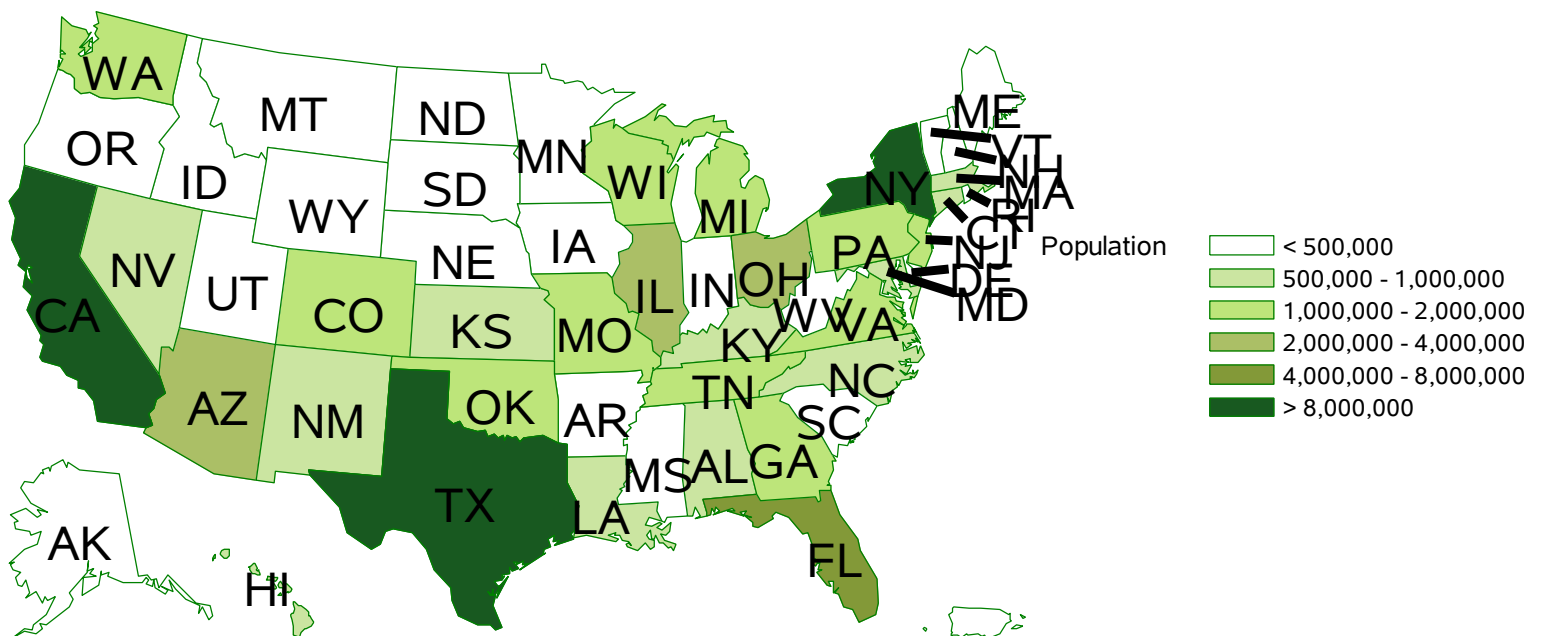 WA
MT
ND
ME
OR
MN
VT
ID
SD
WI
NH
WY
NY
MA
MI
RI
CT
NV
NE
IA
PA
NJ
Population
< 500,000
UT
IL
IN
OH
DE
500,000 - 1,000,000
CA
CO
KS
MO
WV
VA
MD
1,000,000 - 2,000,000
KY
2,000,000 - 4,000,000
AZ
NM
OK
TN
NC
4,000,000 - 8,000,000
AR
SC
> 8,000,000
TX
LA
MS
AL
GA
AK
HI
FL